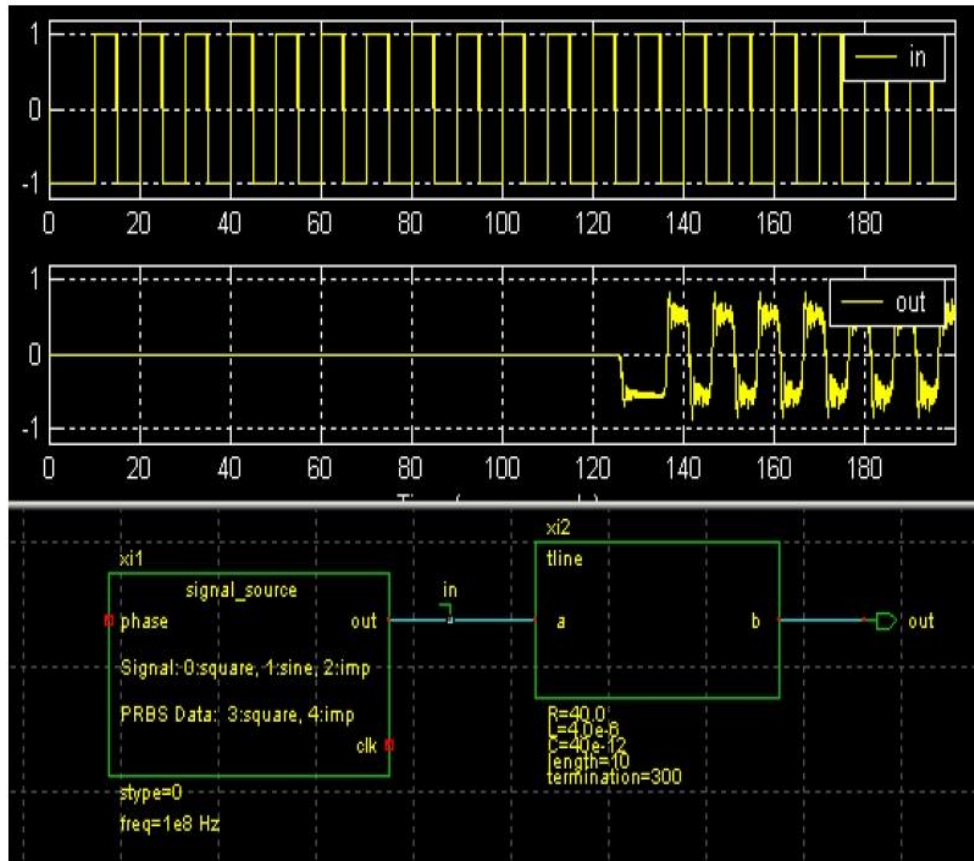 1
in
0
-1
0 20 40 60 80 100 120 140 160 180
1
out
0
-1
0 20 40 60 80 100 120 140 160 180
xi1
signal_source
phase out
Signal: 0:square, 1:sine, 2:imp
PRBS Data: 3:square, 4:imp
clk
stype=0
freq=1e8 Hz
in
xi2
tline
a b
R=40.0
L=4.0e-6
C=40e-12
length=10
termination=300
out